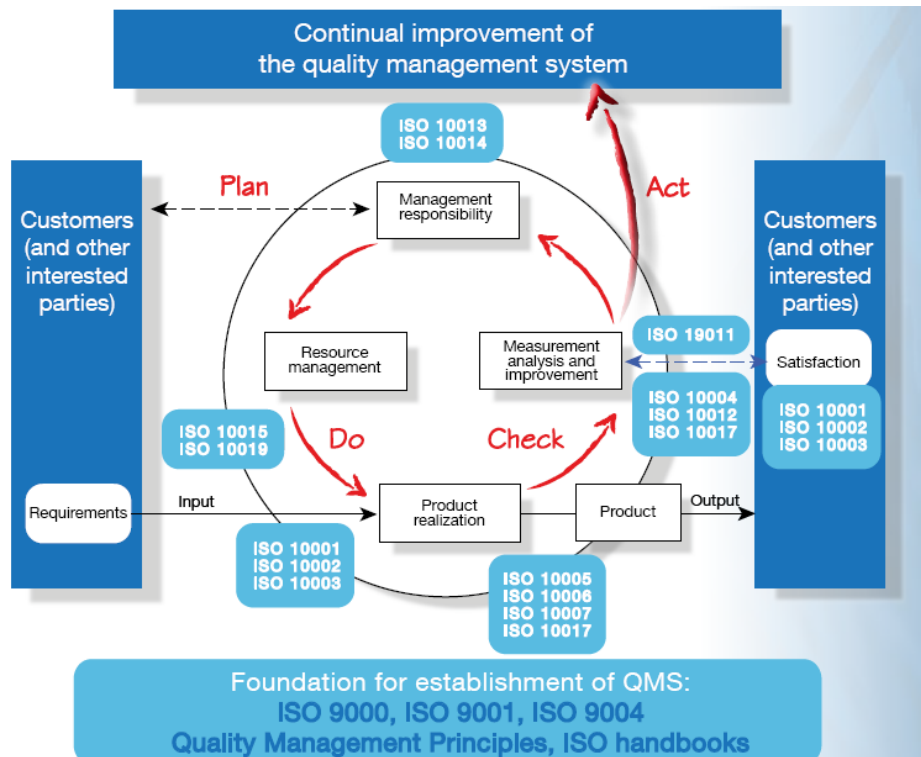 Continual improvement of
the quality management system
ISO 10013
ISO 10014
Plan
Act
Customers
(and other
interested
parties)
Management
responsibility
Customers
(and other
interested
parties)
Resource
management
Measurement
analysis and
improvement
ISO 19011
Satisfaction
ISO 10004
ISO 10012
ISO 10017
ISO 10001
ISO 10002
ISO 10003
ISO 10015
ISO 10019
Do
Check
Requirements
Input
Product
realization
Product
Output
ISO 10001
ISO 10002
ISO 10003
ISO 10005
ISO 10006
ISO 10007
ISO 10017
Foundation for establishment of QMS:
ISO 9000, ISO 9001, ISO 9004
Quality Management Principles, ISO handbooks